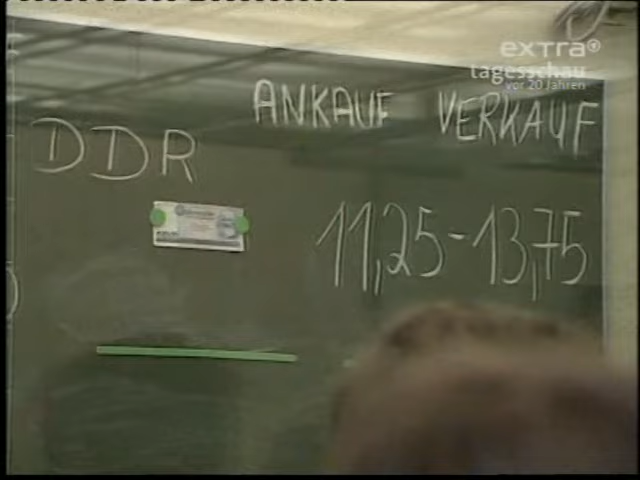 extra
tagesschau
vor 20 Jahren
ANKAUF VERKAUF
DDR
11,25-13,75